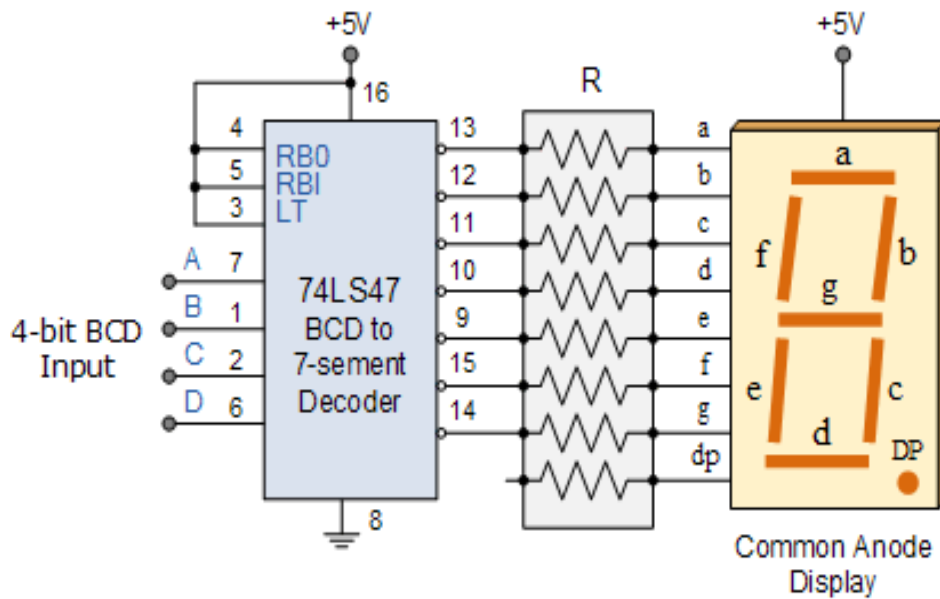 +5V
+5V
16
R
4
RB0
13
a
5
RBI
12
b
3
LT
11
c
A
7
10
d
B
1
9
e
C
2
15
f
D
6
14
g
dp
4-bit BCD
Input
74LS47
BCD to
7-sement
Decoder
8
a
f
b
g
e
c
d
DP
Common Anode
Display